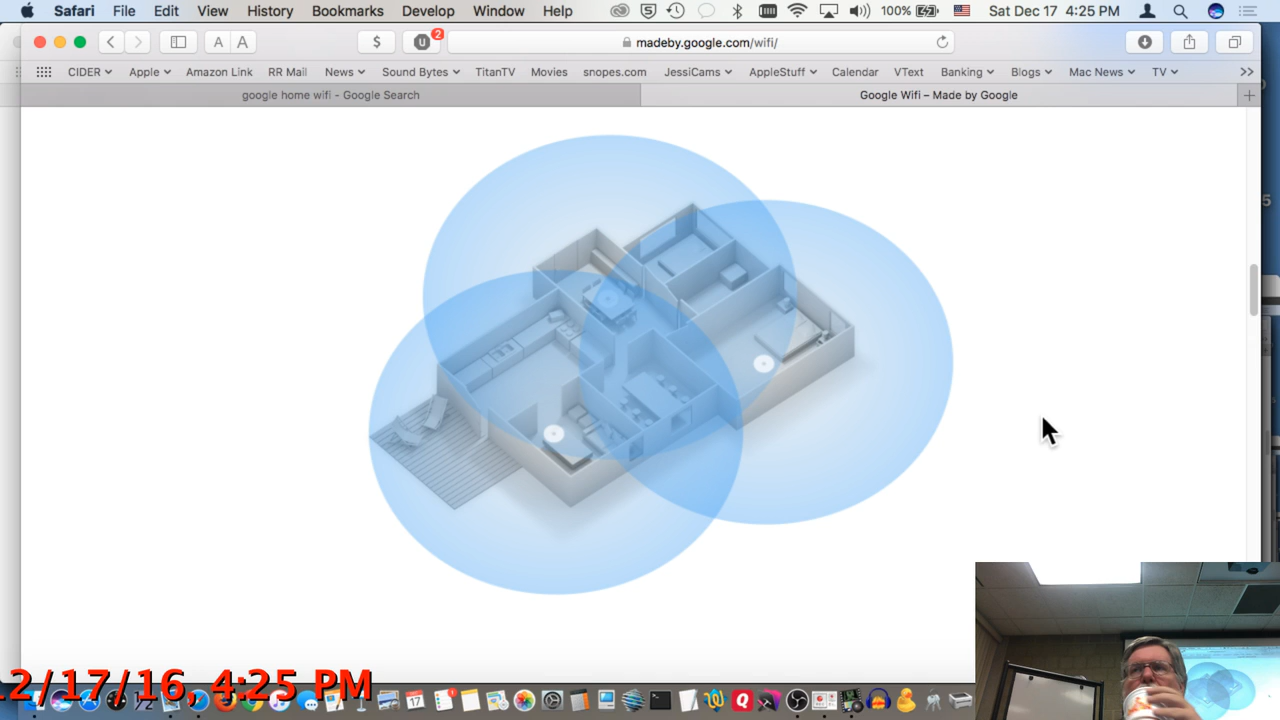 Safari File Edit View History Bookmarks Develop Window Help 5 100% Sat Dec 17 4:25 PM
A A $ U 2 madeby.google.com/wifi/
CIDER Apple Amazon Link RR Mail News Sound Bytes TitanTV Movies snopes.com JessiCams AppleStuff Calendar VText Banking Blogs Mac News TV >>
google home wifi - Google Search Google Wifi – Made by Google +
12/17/16, 4:25 PM
17